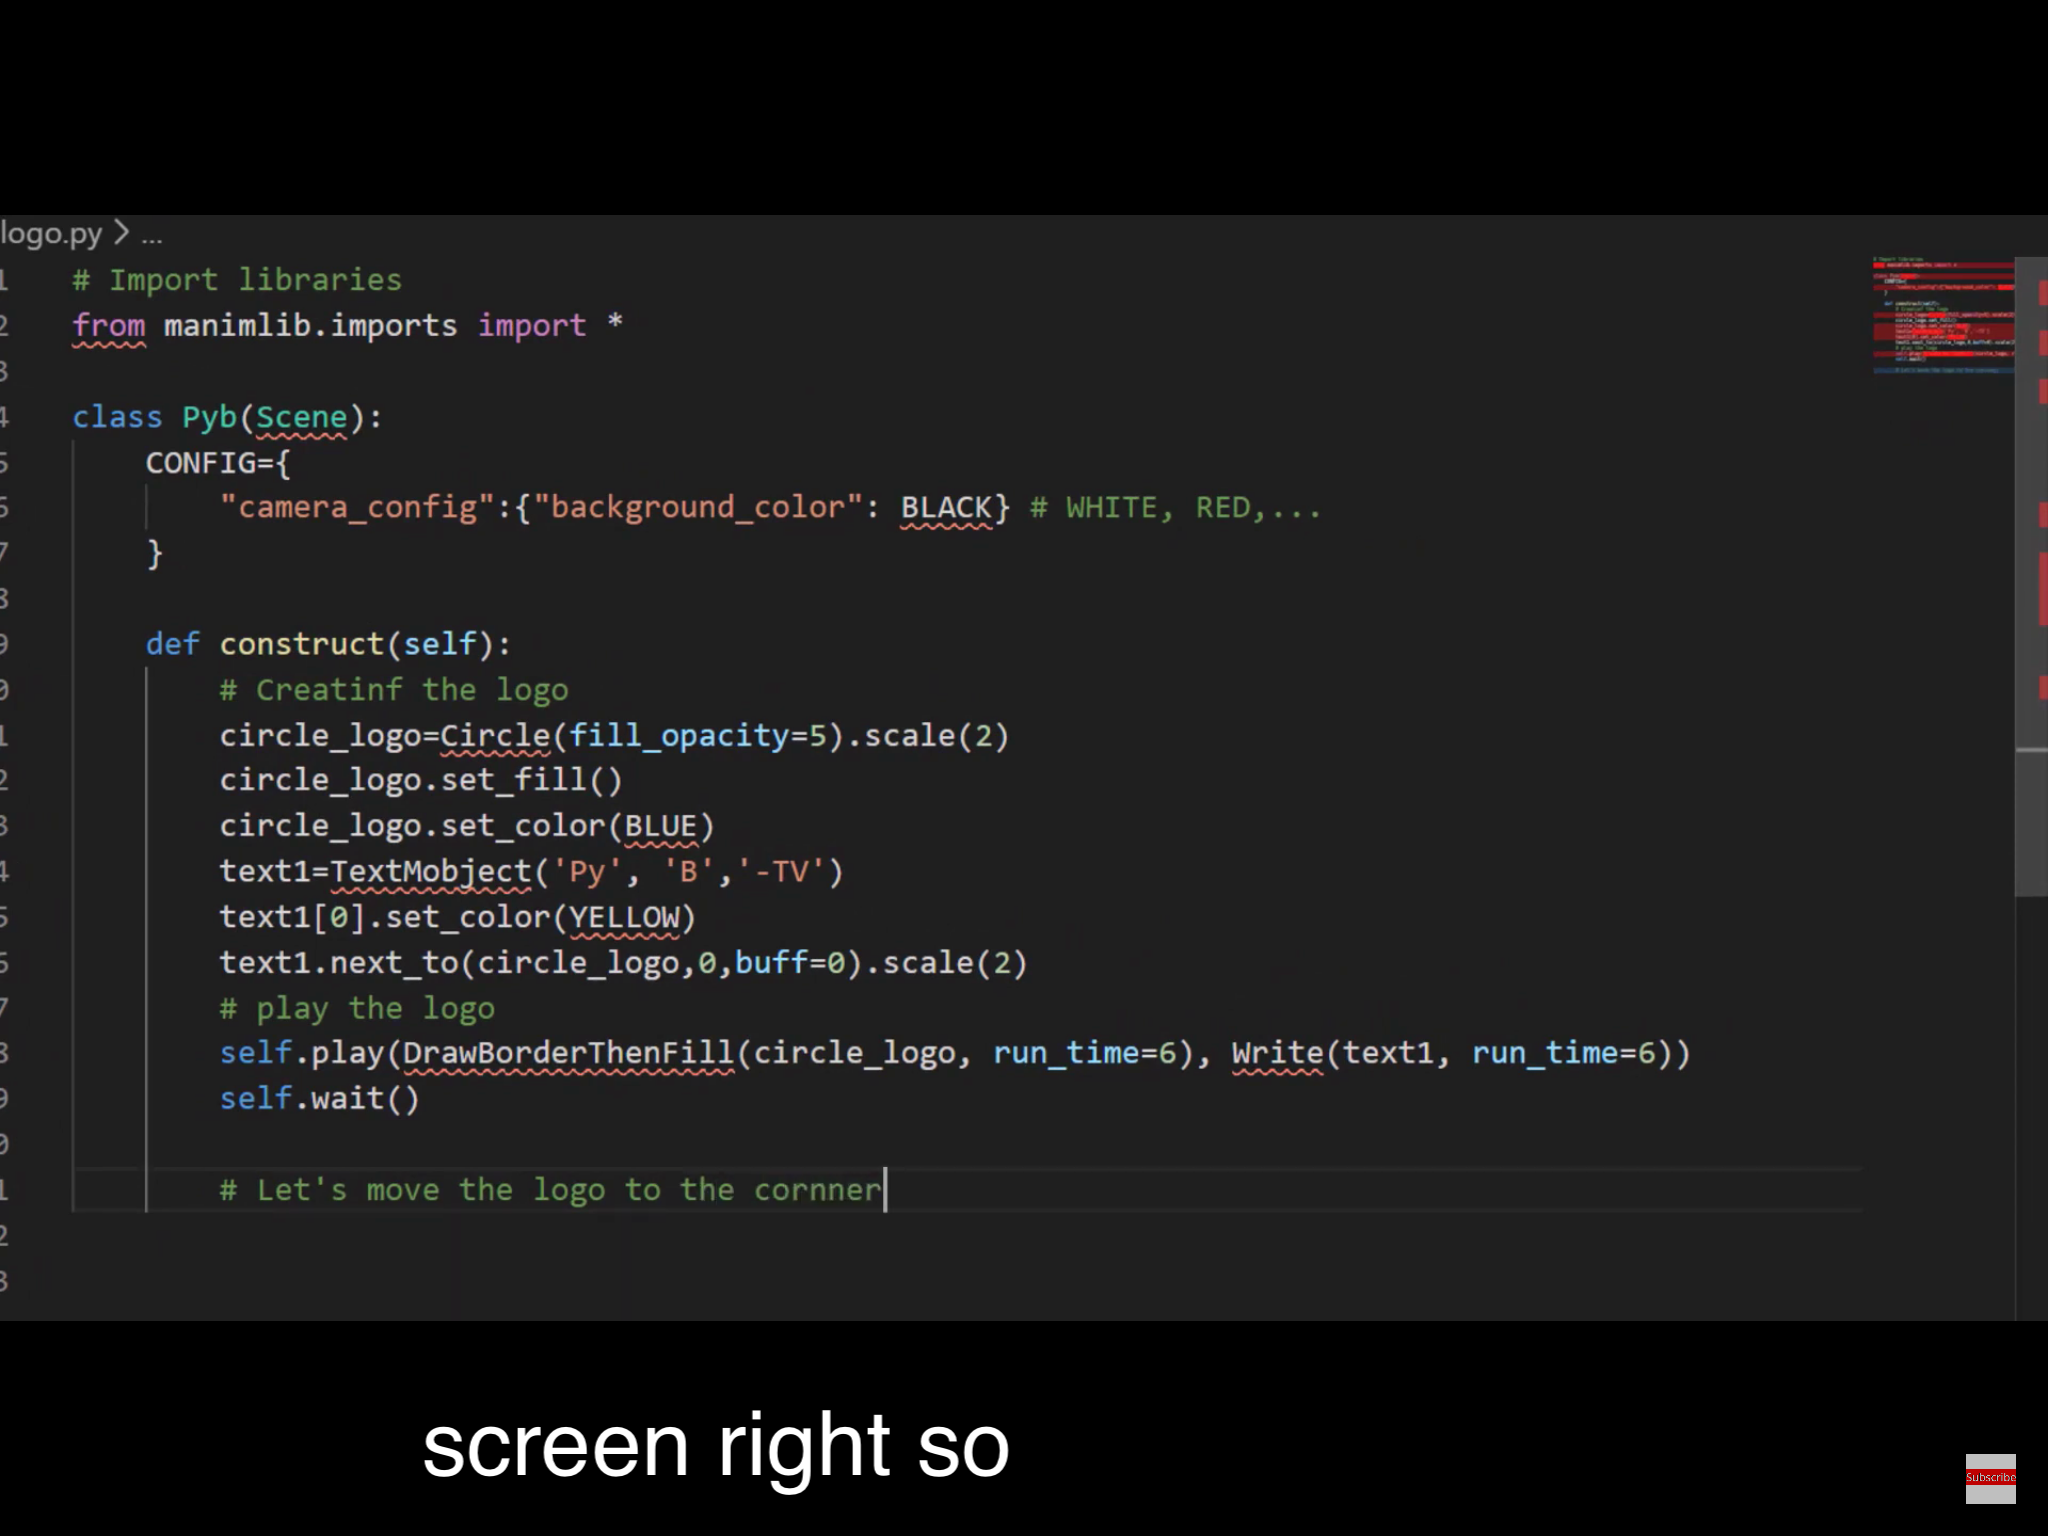 logo.py > ...
1 # Import libraries
2 from manimlib.imports import *
3
4 class Pyb(Scene):
5     CONFIG={
6         "camera_config":{"background_color": BLACK} # WHITE, RED,...
7     }
8
9     def construct(self):
0         # Creatinf the logo
1         circle_logo=Circle(fill_opacity=5).scale(2)
2         circle_logo.set_fill()
3         circle_logo.set_color(BLUE)
4         text1=TextMobject('Py', 'B','-TV')
5         text1[0].set_color(YELLOW)
6         text1.next_to(circle_logo,0,buff=0).scale(2)
7         # play the logo
8         self.play(DrawBorderThenFill(circle_logo, run_time=6), Write(text1, run_time=6))
9         self.wait()
0
1         # Let's move the logo to the cornner
2
3
screen right so
Subscribe